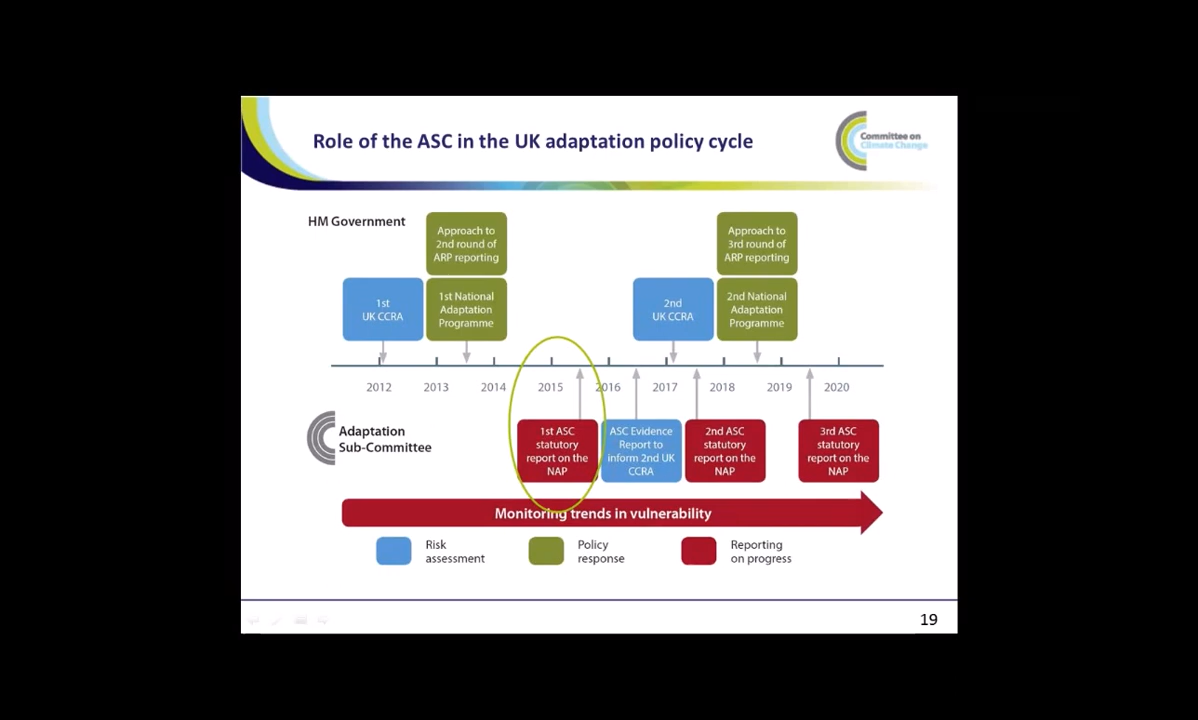 Role of the ASC in the UK adaptation policy cycle
Committee on
Climate Change
HM Government
Approach to
2nd round of
ARP reporting
Approach to
3rd round of
ARP reporting
1st
UK CCRA
1st National
Adaptation
Programme
2nd
UK CCRA
2nd National
Adaptation
Programme
2012 2013 2014 2015 2016 2017 2018 2019 2020
Adaptation
Sub-Committee
1st ASC
statutory
report on the
NAP
ASC Evidence
Report to
inform 2nd UK
CCRA
2nd ASC
statutory
report on the
NAP
3rd ASC
statutory
report on the
NAP
Monitoring trends in vulnerability
Risk
assessment
Policy
response
Reporting
on progress
19